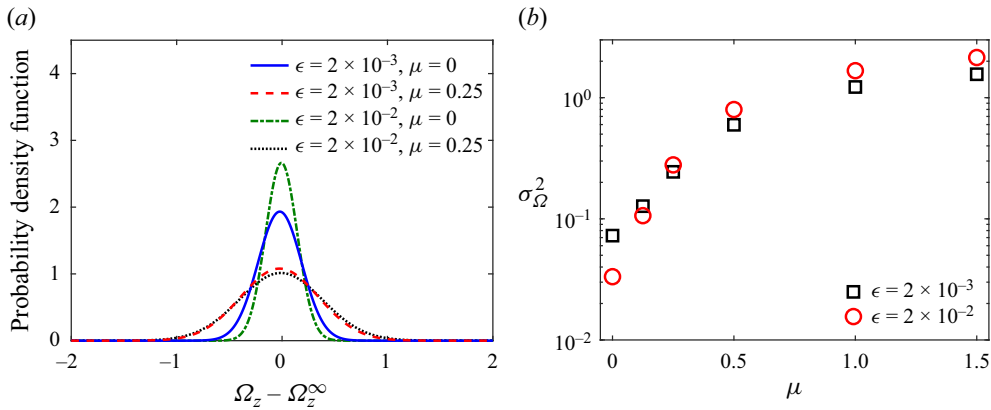 (a)
Probability density function
4
3
2
1
0
−2
−1
0
1
2
Ω_z − Ω_z^∞
ϵ = 2 × 10⁻³, μ = 0
ϵ = 2 × 10⁻³, μ = 0.25
ϵ = 2 × 10⁻², μ = 0
ϵ = 2 × 10⁻², μ = 0.25
(b)
σ_Ω^2
10⁰
10⁻¹
10⁻²
0
0.5
1.0
1.5
μ
ϵ = 2 × 10⁻³
ϵ = 2 × 10⁻²